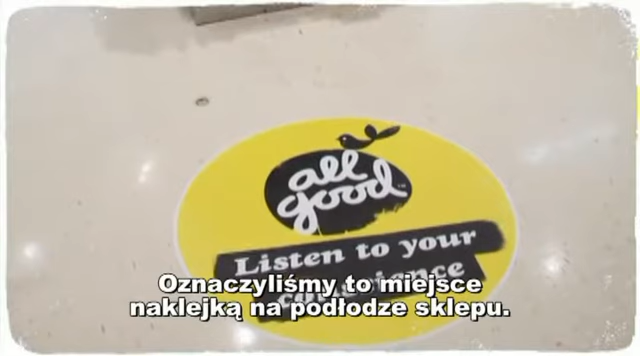 all
good
Listen to your
Oznaczyliśmy to miejsce
naklejką na podłodze sklepu.